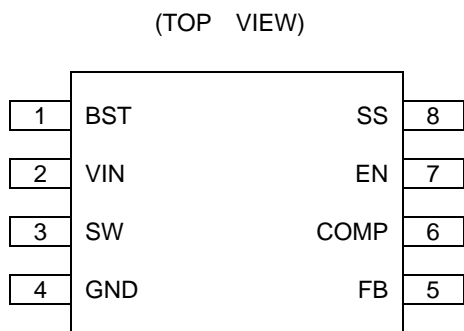 (TOP VIEW)
1 BST SS 8
2 VIN EN 7
3 SW COMP 6
4 GND FB 5